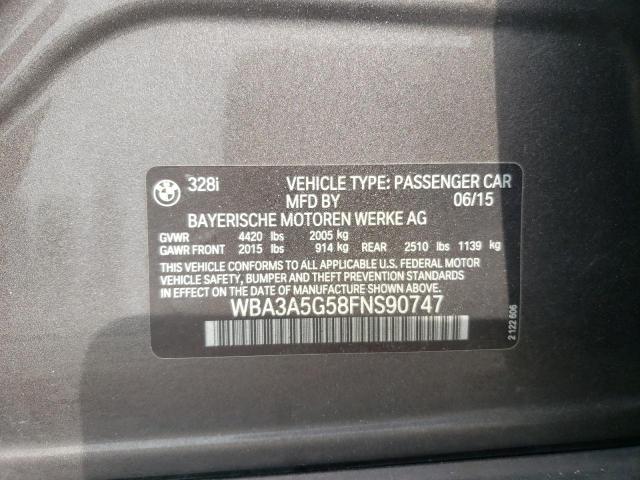 BMW 328i VEHICLE TYPE: PASSENGER CAR
MFD BY 06/15
BAYERISCHE MOTOREN WERKE AG
GVWR 4420 lbs 2005 kg
GAWR FRONT 2015 lbs 914 kg REAR 2510 lbs 1139 kg
THIS VEHICLE CONFORMS TO ALL APPLICABLE U.S. FEDERAL MOTOR
VEHICLE SAFETY, BUMPER AND THEFT PREVENTION STANDARDS
IN EFFECT ON THE DATE OF MANUFACTURE SHOWN ABOVE.
WBA3A5G58FNS90747
2 122 606